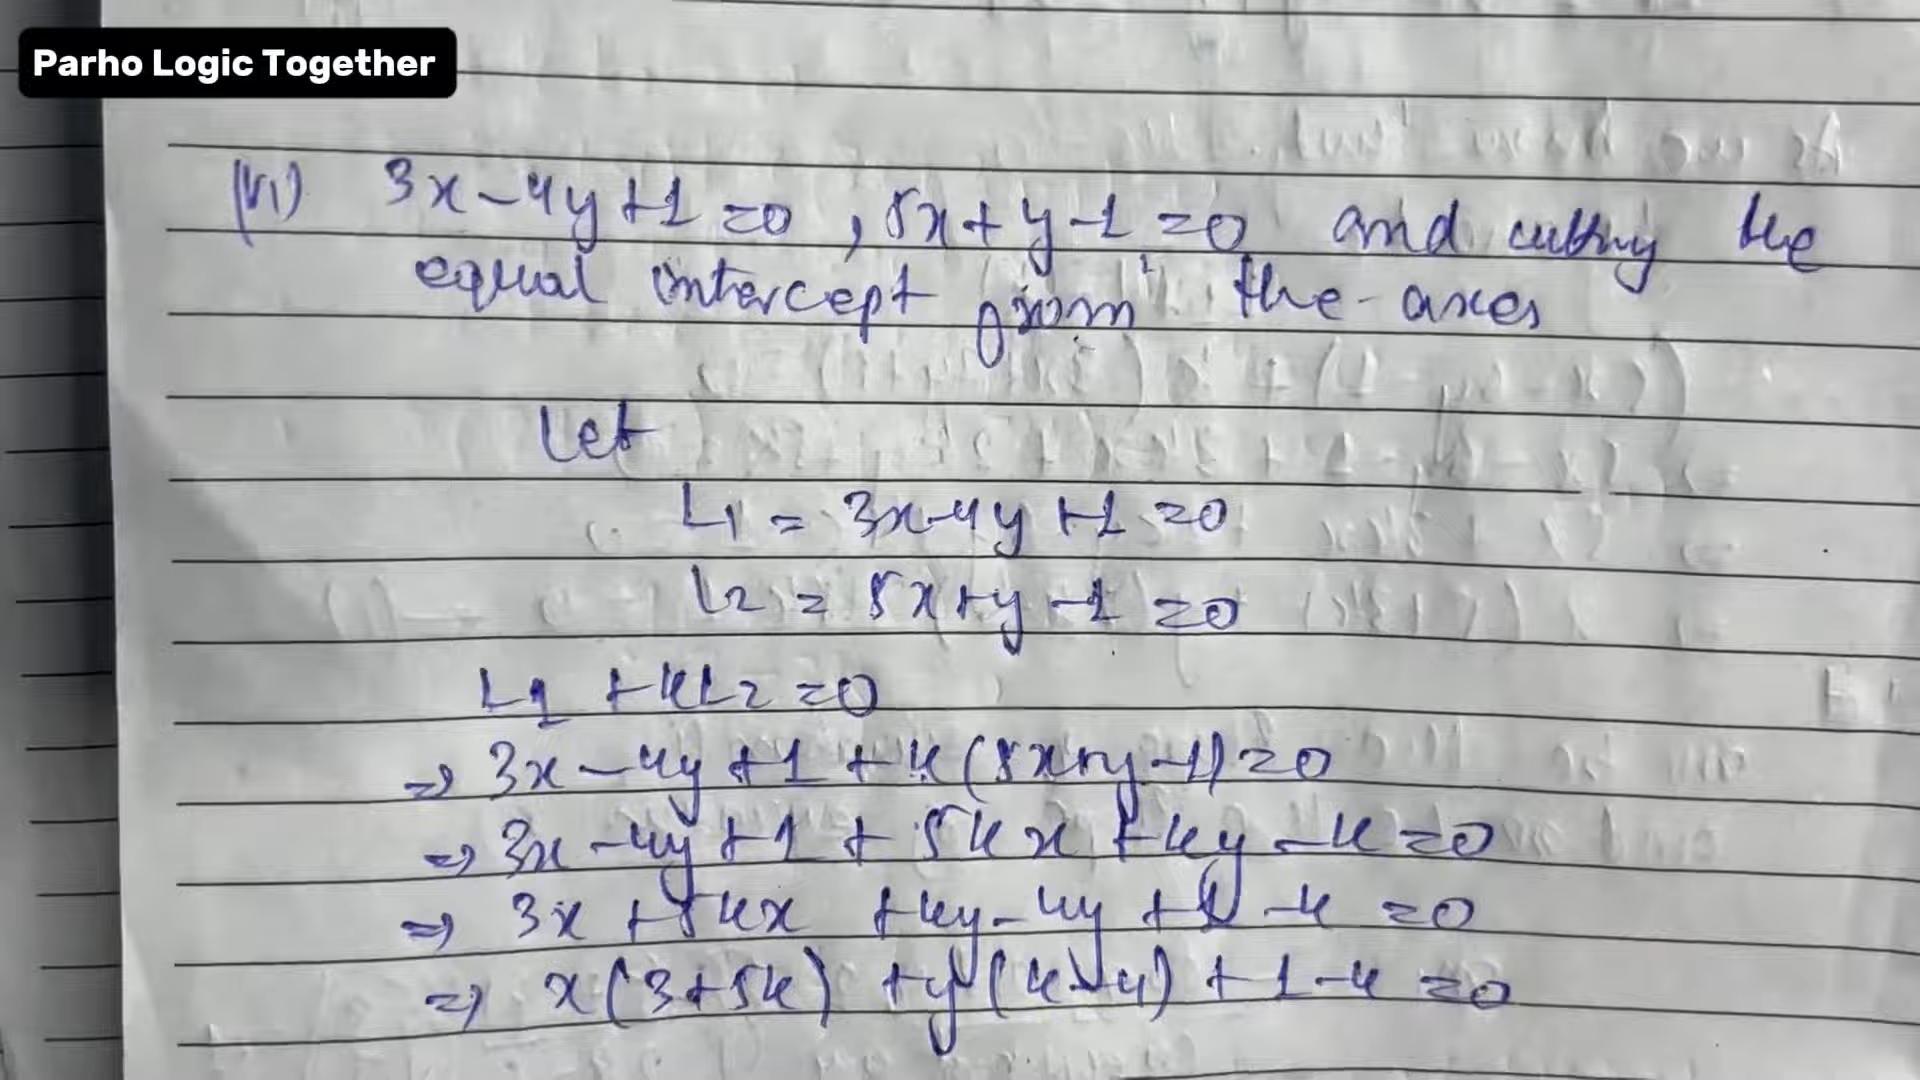 Parho Logic Together
(vi) 3x-4y+1=0, 5x+y-1=0 and cutting the
equal intercept from the axes
Let
L1 = 3x-4y+1=0
L2 = 5x+y-1=0
L1 + kL2=0
⇒ 3x-4y+1+k(5x+y-1)=0
⇒ 3x-4y+1+5kx+ky-k=0
⇒ 3x+5kx +ky-4y+1-k=0
⇒ x(3+5k) +y(k-4)+1-k=0